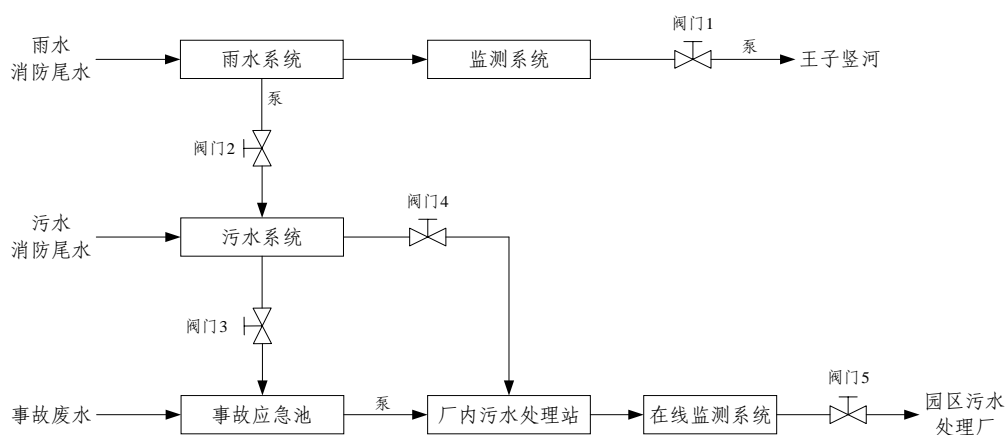 阀门1
雨水
消防尾水
雨水系统
监测系统
泵
王子竖河
泵
阀门2
阀门4
污水
消防尾水
污水系统
阀门3
阀门5
事故废水
事故应急池
泵
厂内污水处理站
在线监测系统
园区污水
处理厂